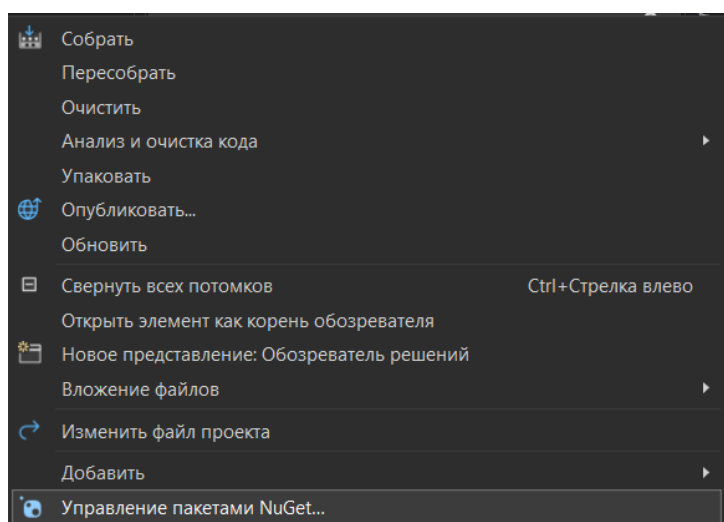 Собрать
Пересобрать
Очистить
Анализ и очистка кода
Упаковать
Опубликовать...
Обновить
Свернуть всех потомков Ctrl+Стрелка влево
Открыть элемент как корень обозревателя
Новое представление: Обозреватель решений
Вложение файлов
Изменить файл проекта
Добавить
Управление пакетами NuGet...